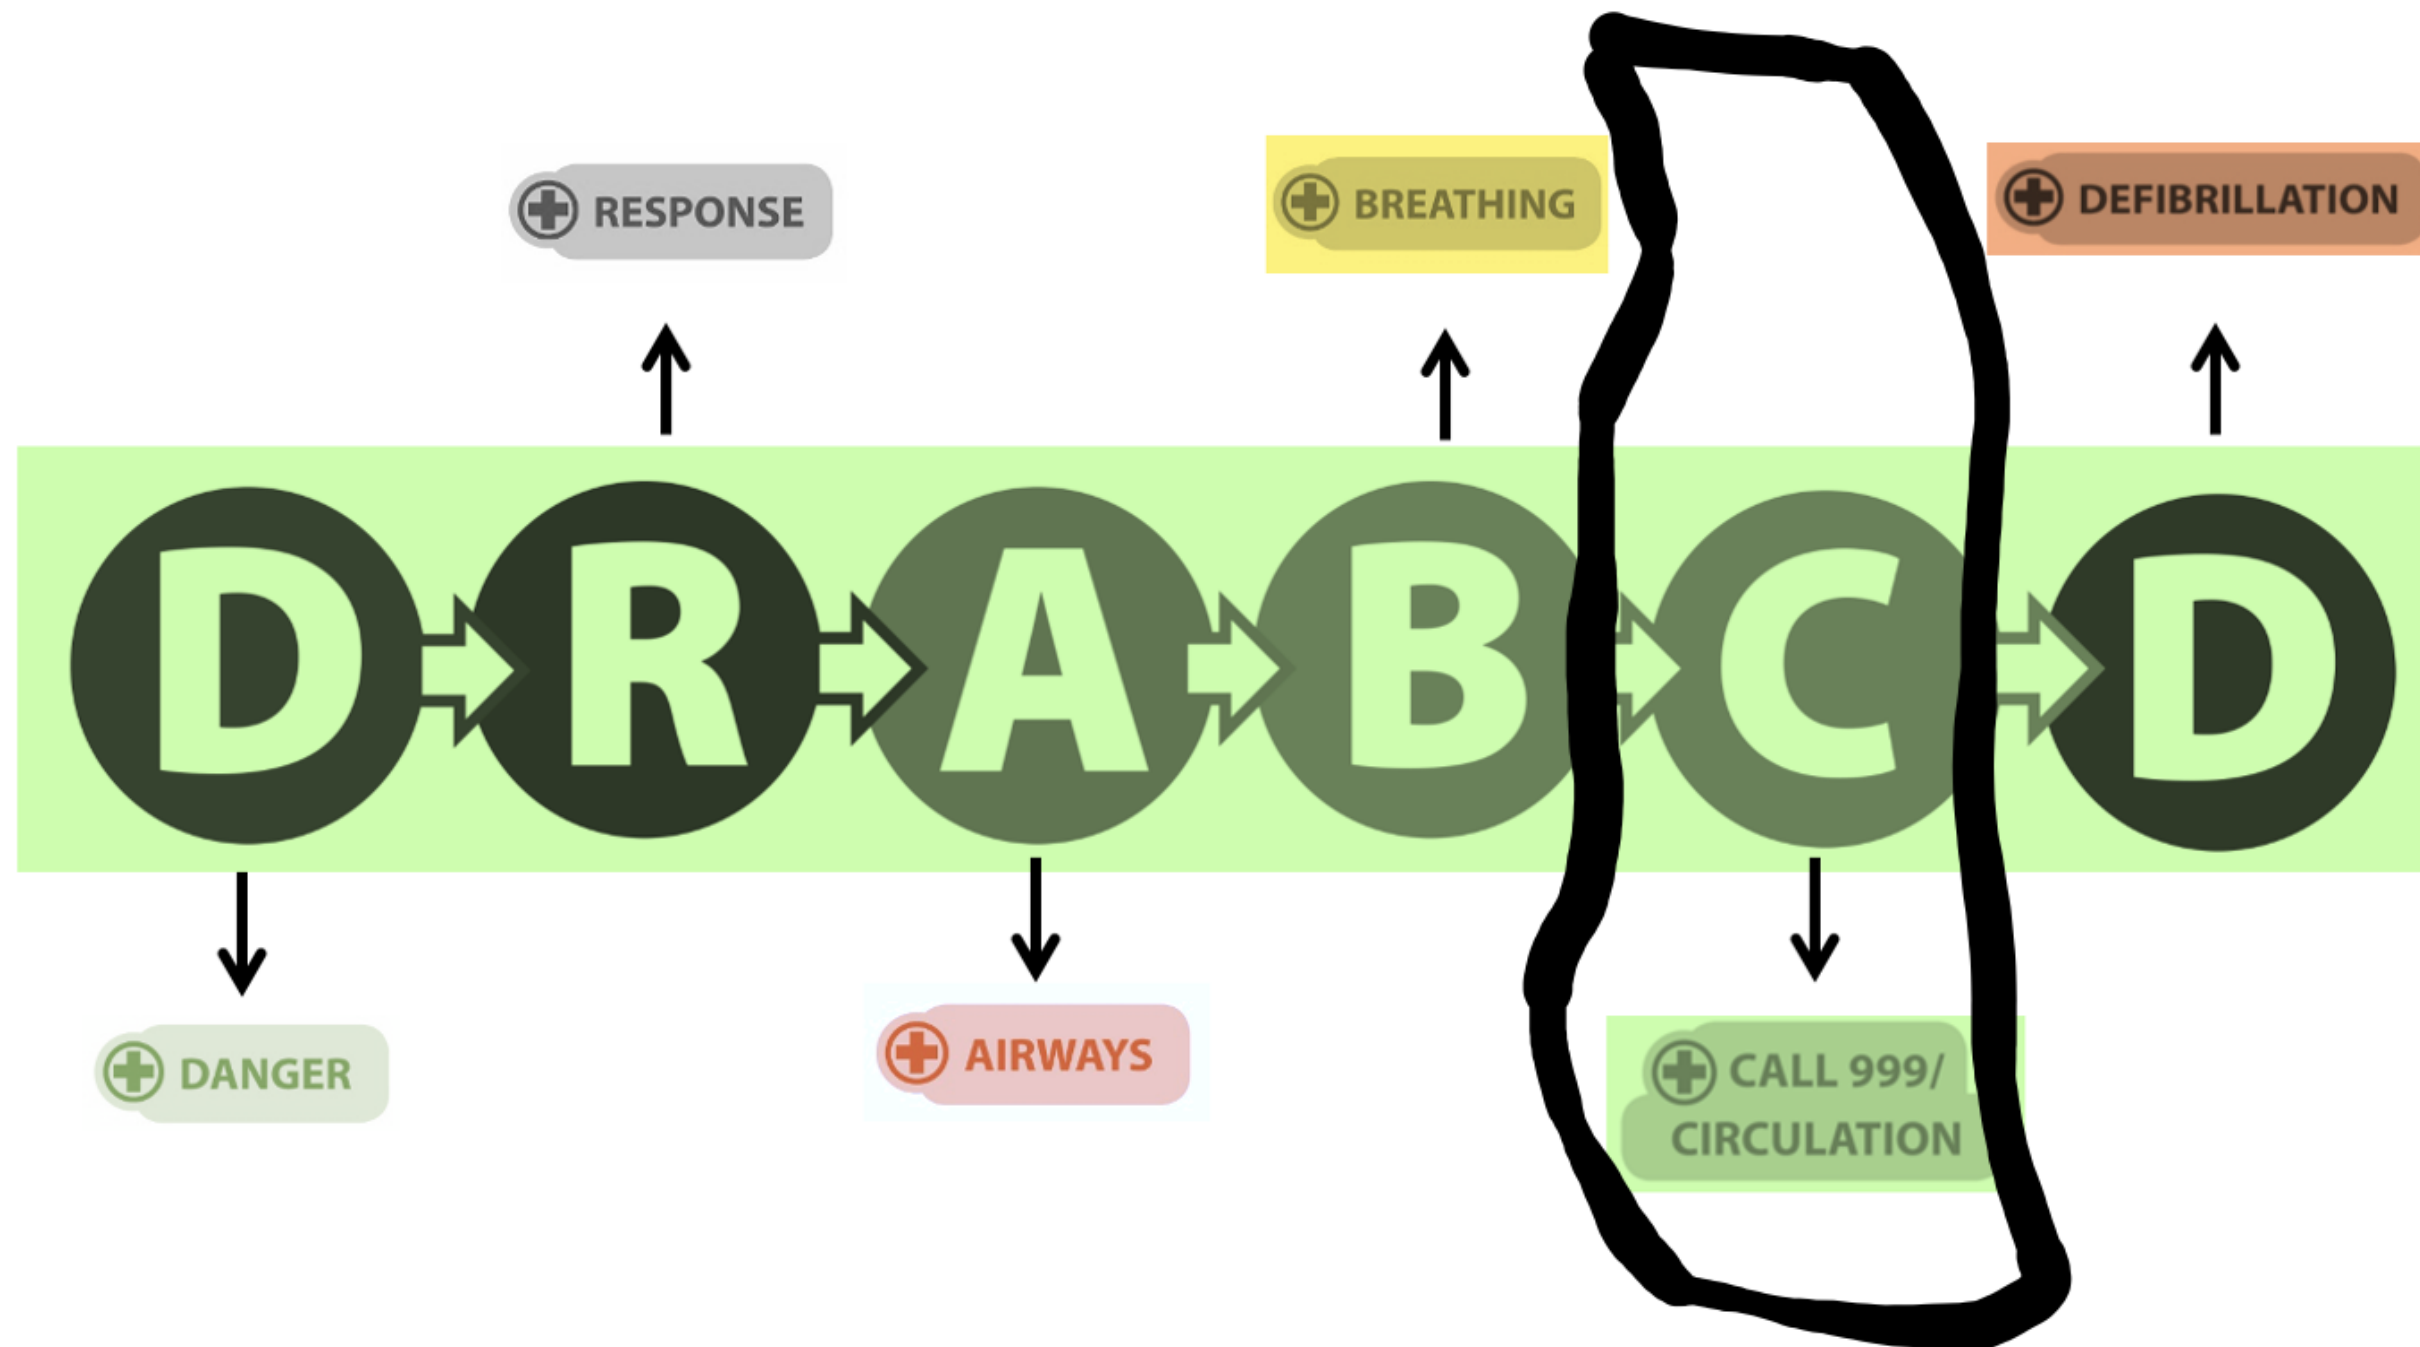 RESPONSE
BREATHING
DEFIBRILLATION
D R A B C D
DANGER
AIRWAYS
CALL 999/
CIRCULATION